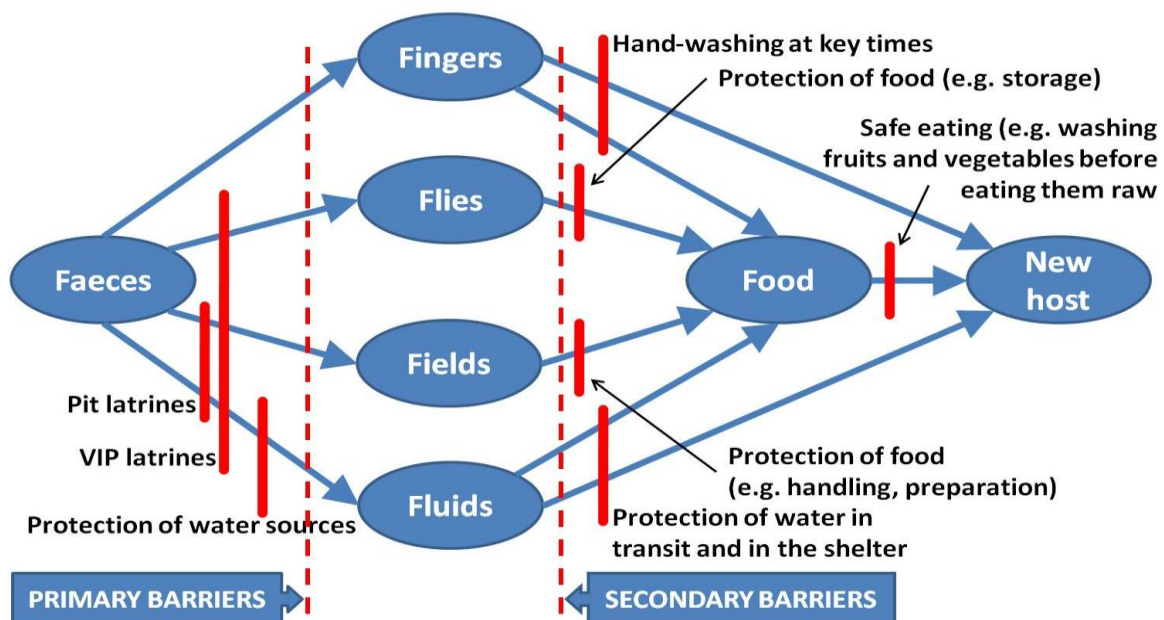 Fingers
Hand-washing at key times
Protection of food (e.g. storage)
Safe eating (e.g. washing
fruits and vegetables before
eating them raw
Flies
Faeces
Food
New
host
Fields
Pit latrines
VIP latrines
Protection of water sources
Fluids
Protection of food
(e.g. handling, preparation)
Protection of water in
transit and in the shelter
PRIMARY BARRIERS
SECONDARY BARRIERS